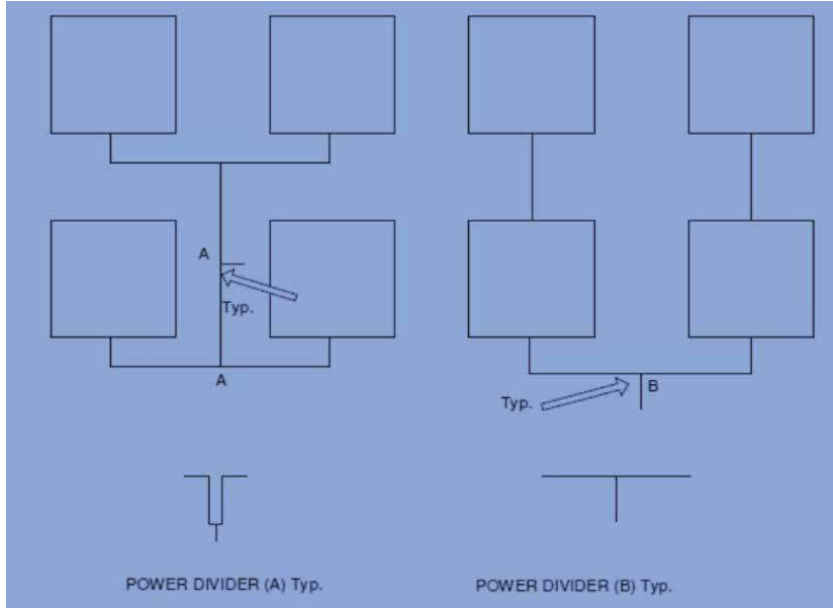 A
Typ.
A
B
Typ.
POWER DIVIDER (A) Typ.
POWER DIVIDER (B) Typ.